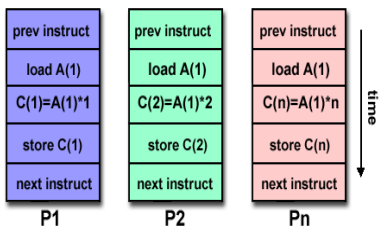 prev instruct prev instruct prev instruct
load A(1) load A(1) load A(1)
C(1)=A(1)*1 C(2)=A(1)*2 C(n)=A(1)*n
store C(1) store C(2) store C(n)
next instruct next instruct next instruct
P1 P2 Pn
time